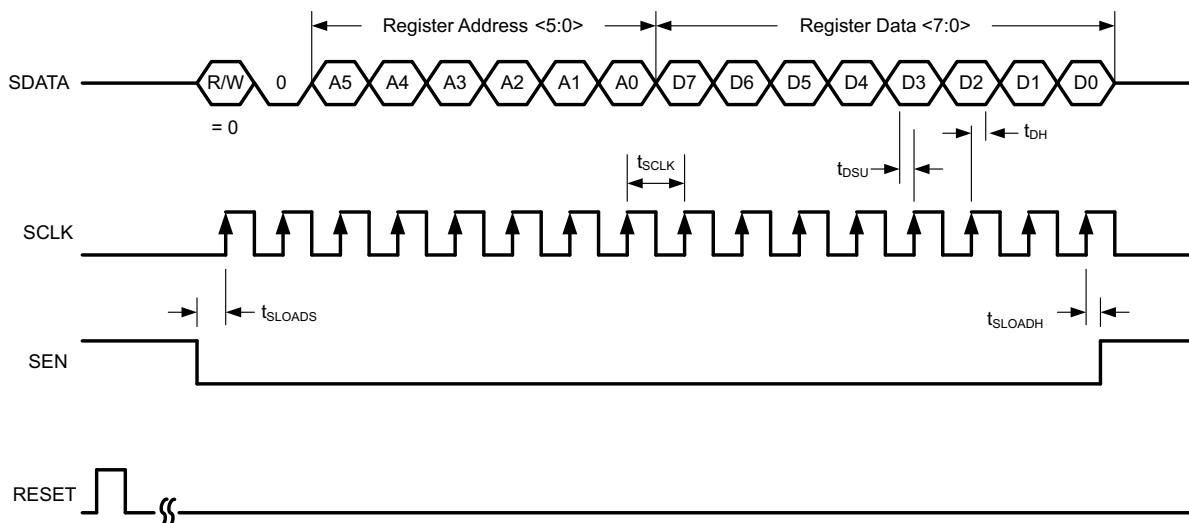 Register Address <5:0>
Register Data <7:0>
SDATA
R/W 0 A5 A4 A3 A2 A1 A0 D7 D6 D5 D4 D3 D2 D1 D0
= 0
tDH
tSCLK
tDSU
SCLK
tSLOADS
tSLOADH
SEN
RESET